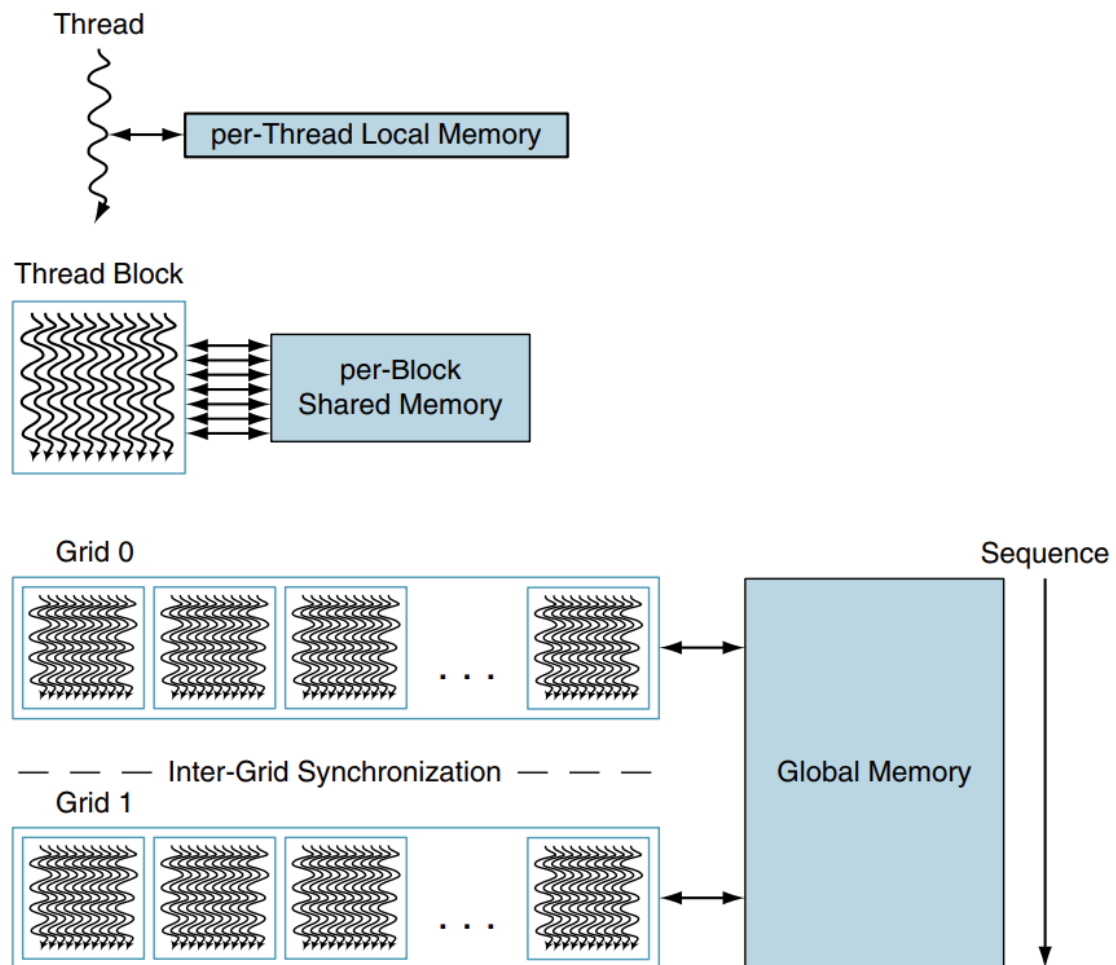 Thread
per-Thread Local Memory
Thread Block
per-Block
Shared Memory
Grid 0
Sequence
. . .
Inter-Grid Synchronization
Global Memory
Grid 1
. . .